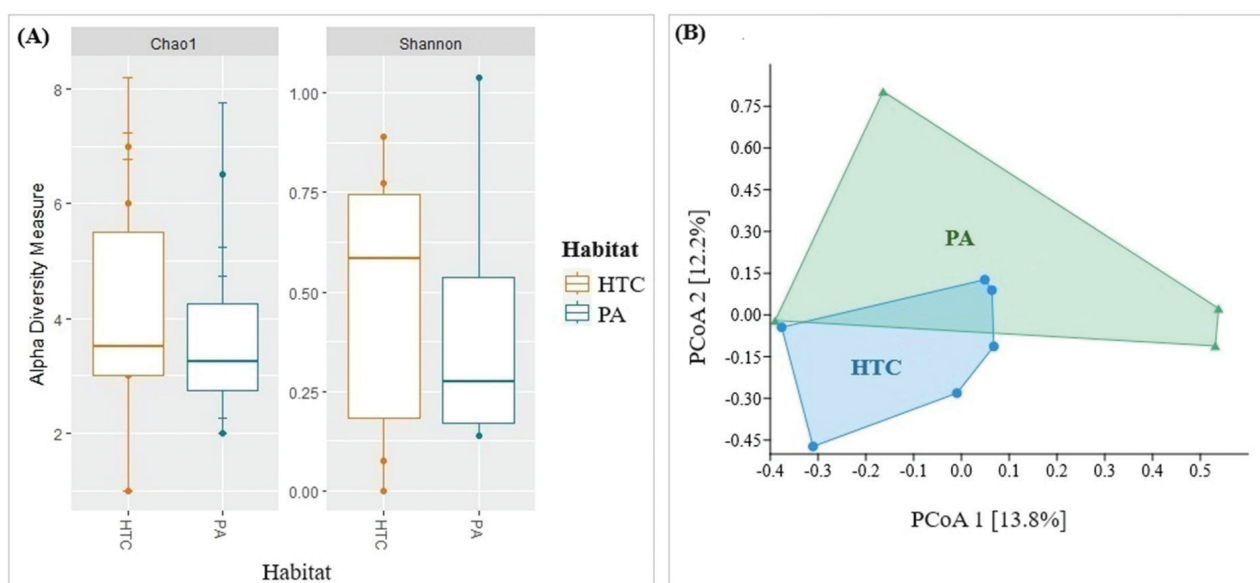 (A)
Chao1
Shannon
Alpha Diversity Measure
8
6
4
2
1.00
0.75
0.50
0.25
0.00
HTC
PA
HTC
PA
Habitat
Habitat
HTC
PA
(B)
PCoA 2 [12.2%]
0.75
0.60
0.45
0.30
0.15
0.00
-0.15
-0.30
-0.45
PA
HTC
-0.4 -0.3 -0.2 -0.1 0.0 0.1 0.2 0.3 0.4 0.5
PCoA 1 [13.8%]